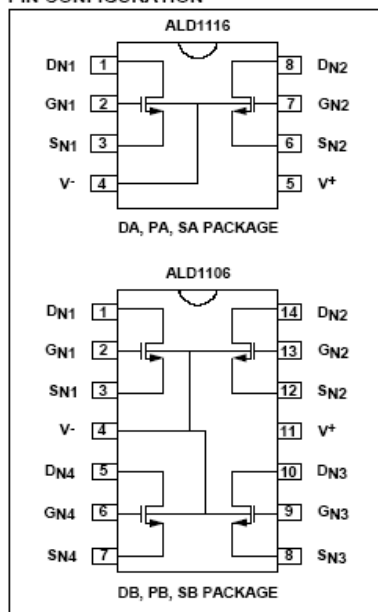 PIN CONFIGURATION
ALD1116
DN1 1 8 DN2
GN1 2 7 GN2
SN1 3 6 SN2
V- 4 5 V+
DA, PA, SA PACKAGE
ALD1106
DN1 1 14 DN2
GN1 2 13 GN2
SN1 3 12 SN2
V- 4 11 V+
DN4 5 10 DN3
GN4 6 9 GN3
SN4 7 8 SN3
DB, PB, SB PACKAGE